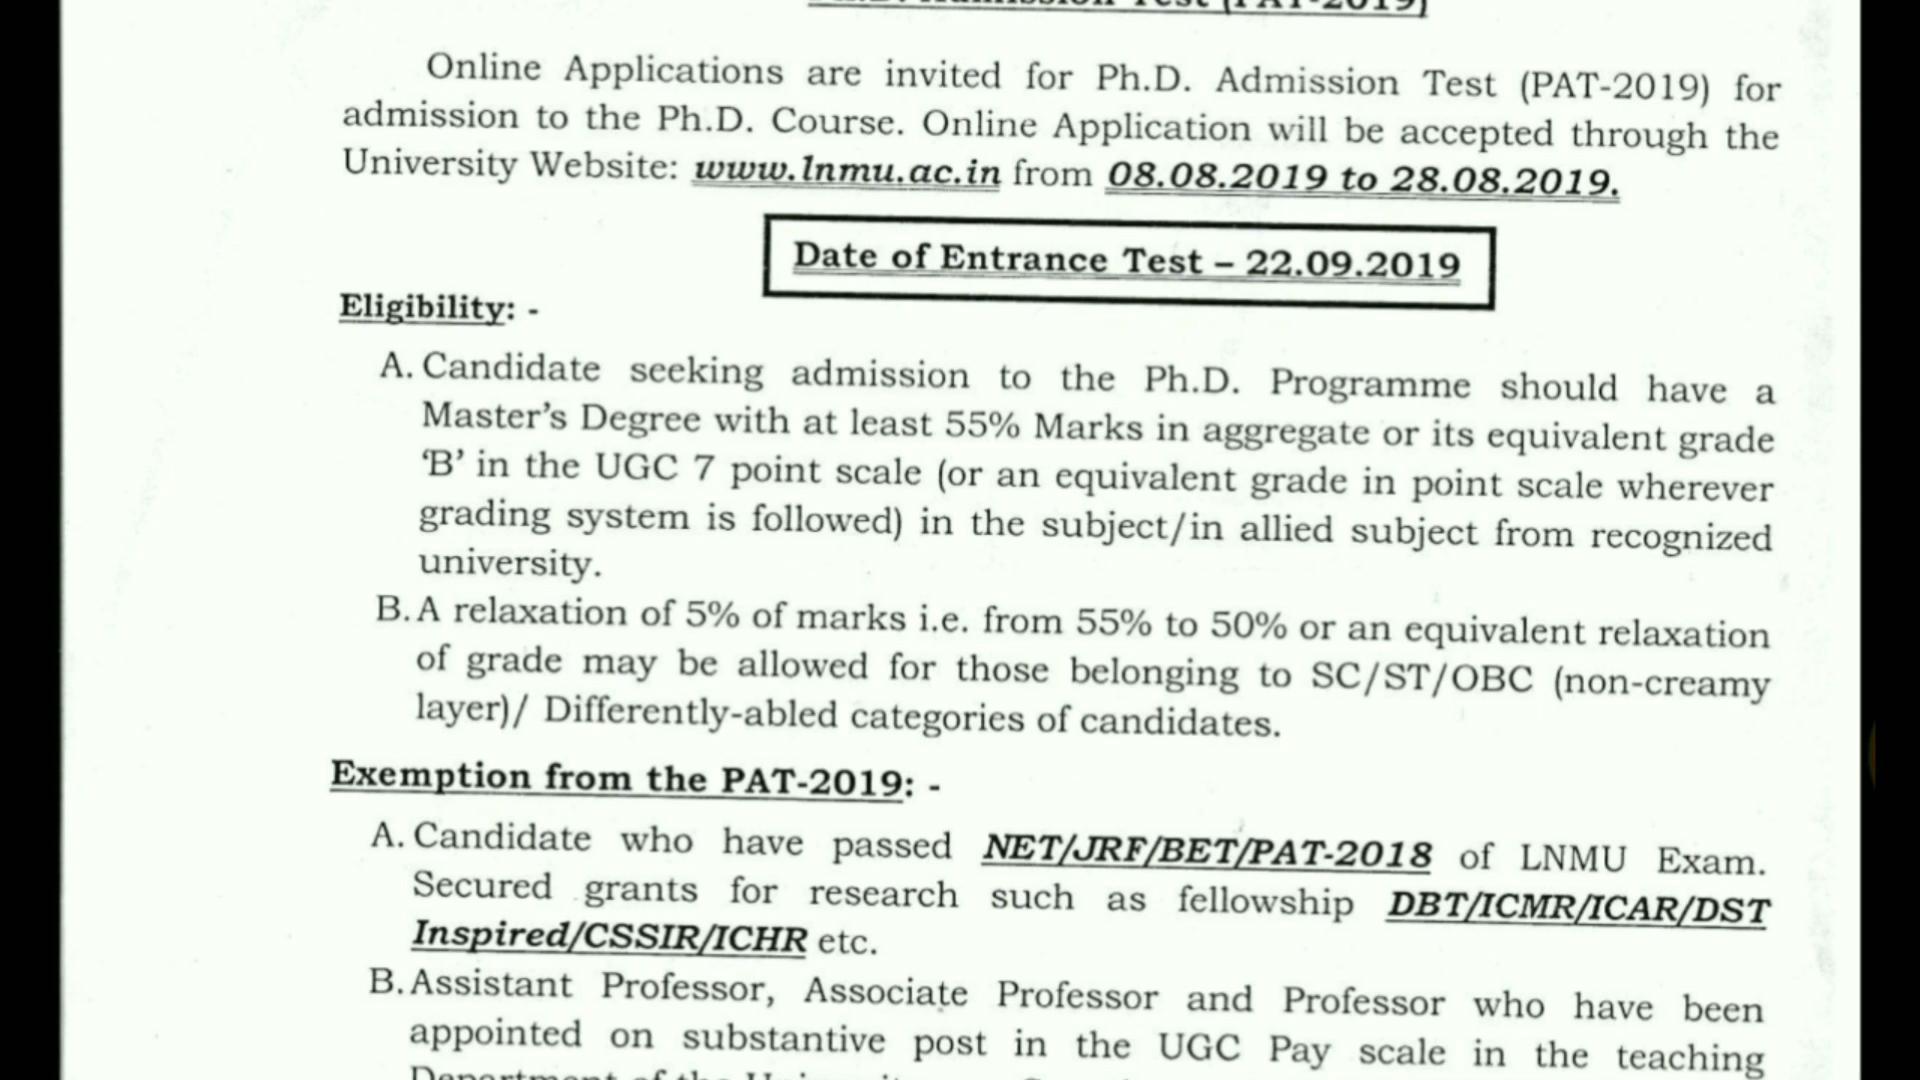 Ph.D. Admission Test (PAT-2019)
Online Applications are invited for Ph.D. Admission Test (PAT-2019) for
admission to the Ph.D. Course. Online Application will be accepted through the
University Website: www.lnmu.ac.in from 08.08.2019 to 28.08.2019.
Date of Entrance Test – 22.09.2019
Eligibility: -
A. Candidate seeking admission to the Ph.D. Programme should have a
Master’s Degree with at least 55% Marks in aggregate or its equivalent grade
‘B’ in the UGC 7 point scale (or an equivalent grade in point scale wherever
grading system is followed) in the subject/in allied subject from recognized
university.
B. A relaxation of 5% of marks i.e. from 55% to 50% or an equivalent relaxation
of grade may be allowed for those belonging to SC/ST/OBC (non-creamy
layer)/ Differently-abled categories of candidates.
Exemption from the PAT-2019: -
A. Candidate who have passed NET/JRF/BET/PAT-2018 of LNMU Exam.
Secured grants for research such as fellowship DBT/ICMR/ICAR/DST
Inspired/CSSIR/ICHR etc.
B. Assistant Professor, Associate Professor and Professor who have been
appointed on substantive post in the UGC Pay scale in the teaching
Department of the